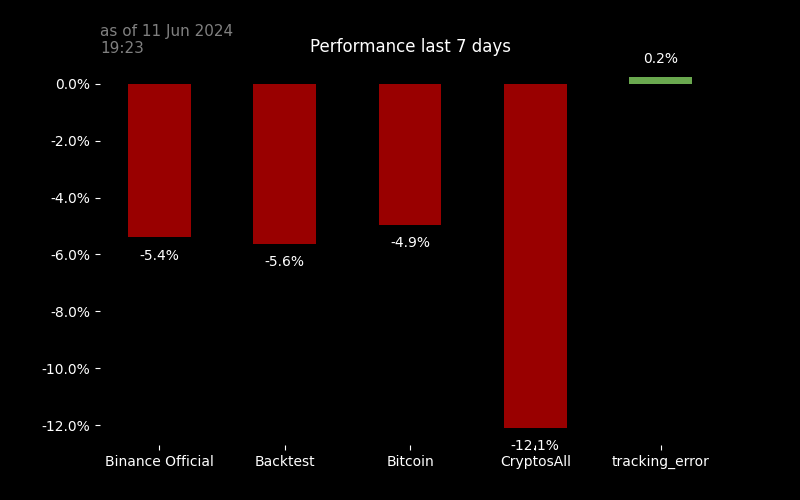 as of 11 Jun 2024
19:23
Performance last 7 days
0.2%
0.0%
-2.0%
-4.0%
-6.0%
-8.0%
-10.0%
-12.0%
-5.4%
-5.6%
-4.9%
-12.1%
Binance Official
Backtest
Bitcoin
CryptosAll
tracking_error